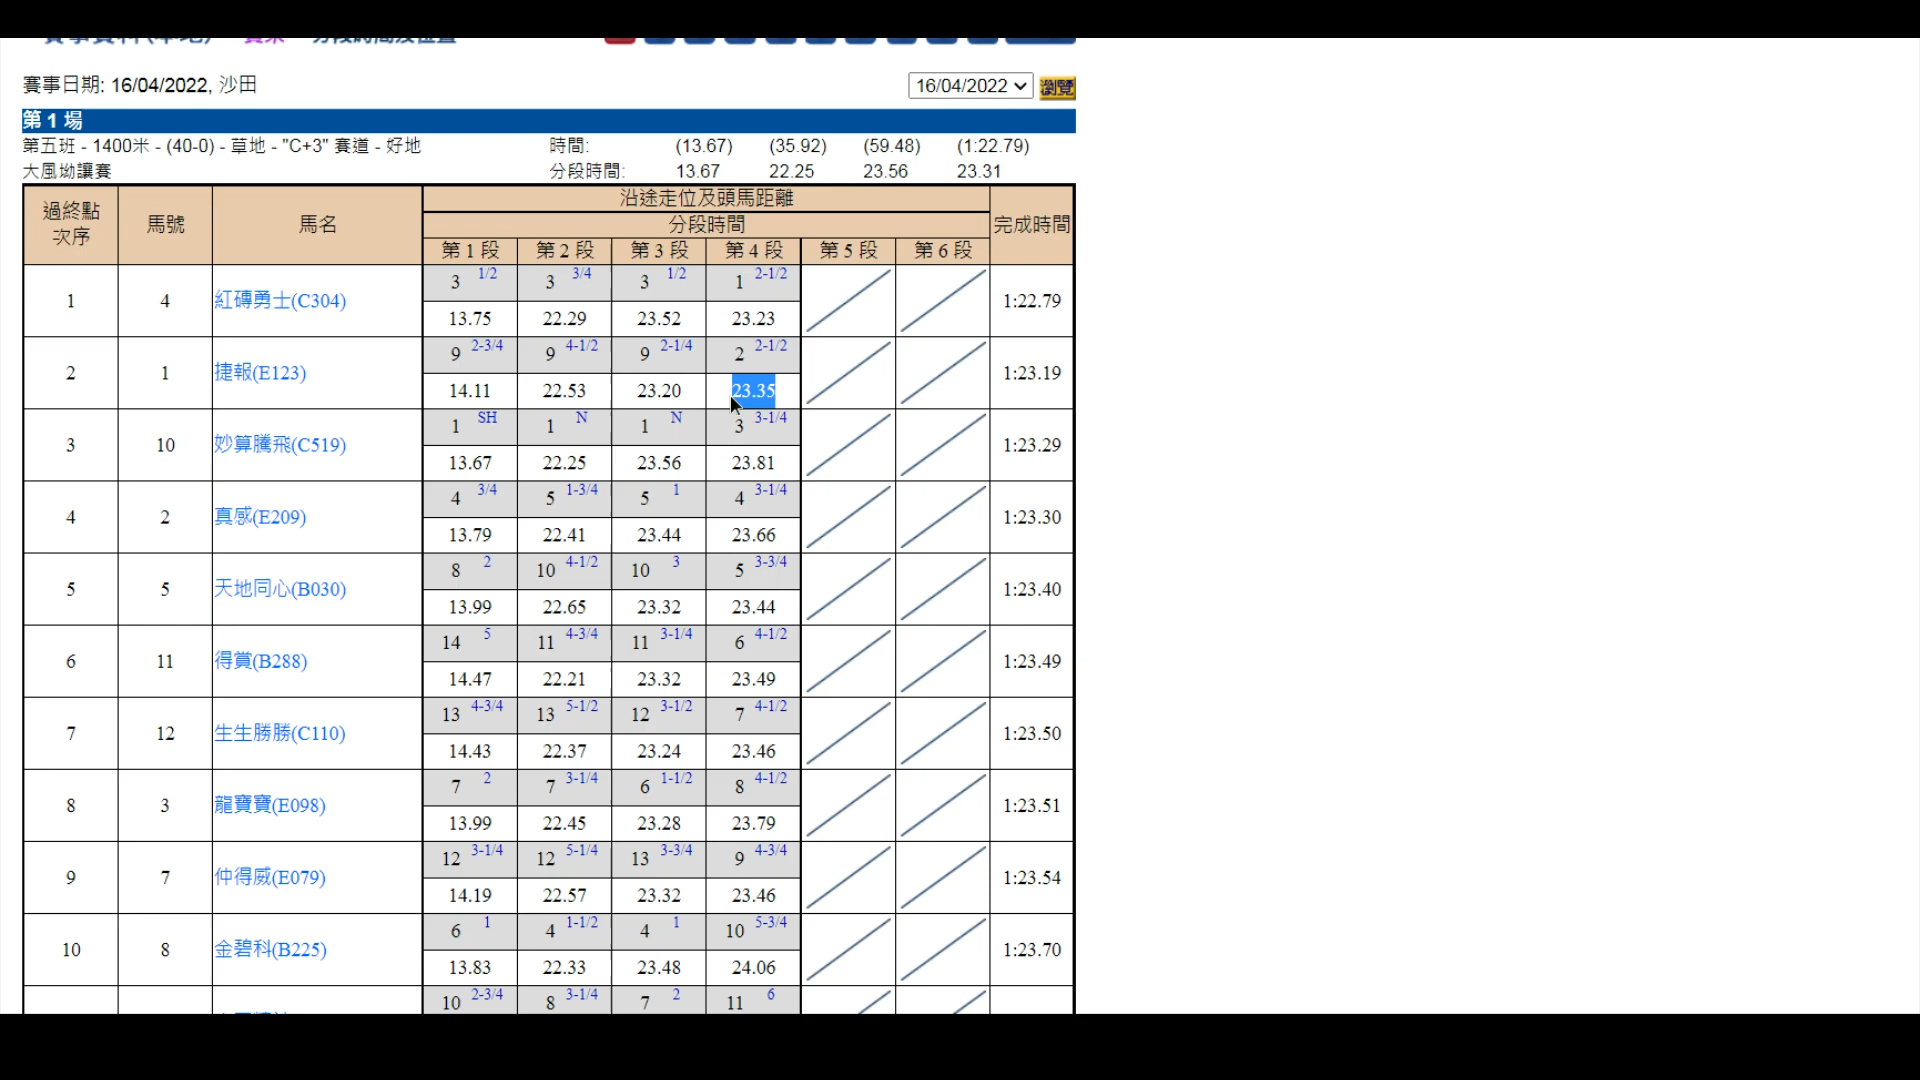 賽事日期: 16/04/2022, 沙田
16/04/2022 瀏覽
第 1 場
第五班 - 1400米 - (40-0) - 草地 - "C+3" 賽道 - 好地 時間: (13.67) (35.92) (59.48) (1:22.79)
大風坳讓賽 分段時間: 13.67 22.25 23.56 23.31
過終點次序 馬號 馬名 沿途走位及頭馬距離 完成時間
分段時間
第 1 段 第 2 段 第 3 段 第 4 段 第 5 段 第 6 段
3 1/2 3 3/4 3 1/2 1 2-1/2
1 4 紅磚勇士(C304) 1:22.79
13.75 22.29 23.52 23.23
9 2-3/4 9 4-1/2 9 2-1/4 2 2-1/2
2 1 捷報(E123) 1:23.19
14.11 22.53 23.20 23.35
1 SH 1 N 1 N 3 3-1/4
3 10 妙算騰飛(C519) 1:23.29
13.67 22.25 23.56 23.81
4 3/4 5 1-3/4 5 1 4 3-1/4
4 2 真感(E209) 1:23.30
13.79 22.41 23.44 23.66
8 2 10 4-1/2 10 3 5 3-3/4
5 5 天地同心(B030) 1:23.40
13.99 22.65 23.32 23.44
14 5 11 4-3/4 11 3-1/4 6 4-1/2
6 11 得賞(B288) 1:23.49
14.47 22.21 23.32 23.49
13 4-3/4 13 5-1/2 12 3-1/2 7 4-1/2
7 12 生生勝勝(C110) 1:23.50
14.43 22.37 23.24 23.46
7 2 7 3-1/4 6 1-1/2 8 4-1/2
8 3 龍寶寶(E098) 1:23.51
13.99 22.45 23.28 23.79
12 3-1/4 12 5-1/4 13 3-3/4 9 4-3/4
9 7 仲得威(E079) 1:23.54
14.19 22.57 23.32 23.46
6 1 4 1-1/2 4 1 10 5-3/4
10 8 金碧科(B225) 1:23.70
13.83 22.33 23.48 24.06
10 2-3/4 8 3-1/4 7 2 11 6